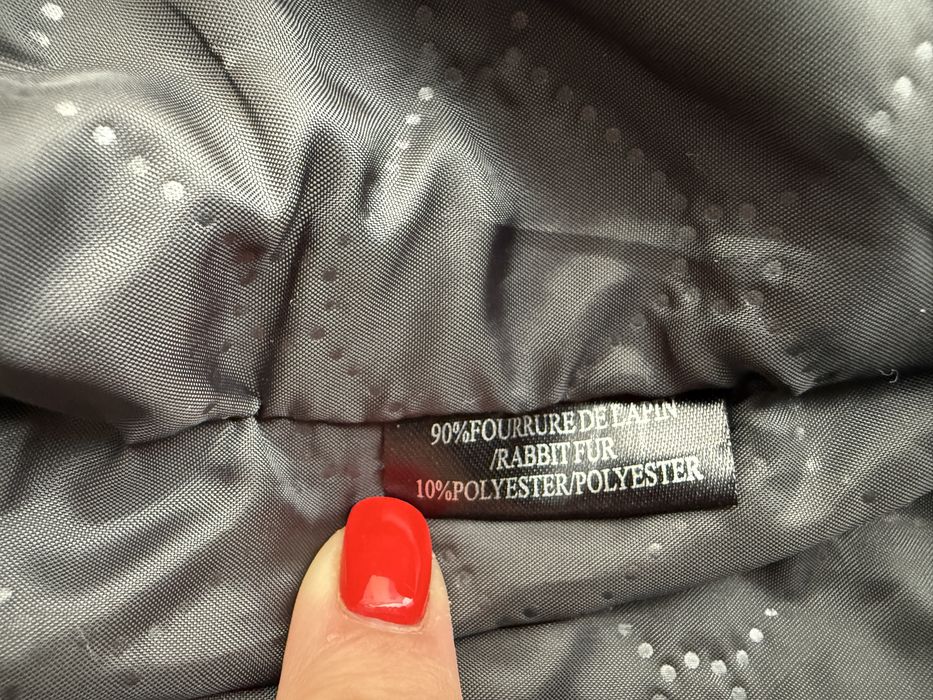 90%FOURRURE DE LAPIN
/RABBIT FUR
10%POLYESTER/POLYESTER